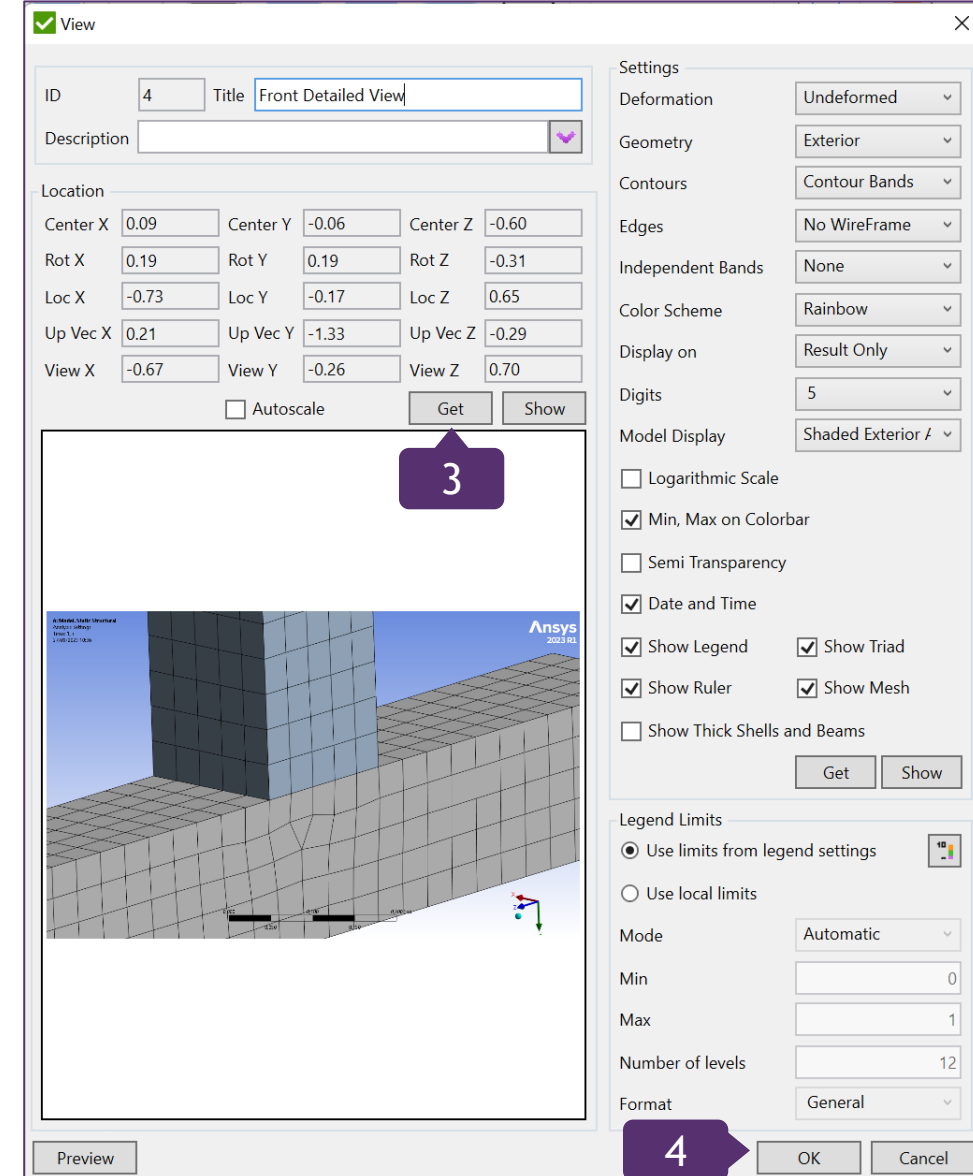 View
ID 4 Title Front Detailed View
Description
Location
Center X 0.09 Center Y -0.06 Center Z -0.60
Rot X 0.19 Rot Y 0.19 Rot Z -0.31
Loc X -0.73 Loc Y -0.17 Loc Z 0.65
Up Vec X 0.21 Up Vec Y -1.33 Up Vec Z -0.29
View X -0.67 View Y -0.26 View Z 0.70
Autoscale Get Show
3
A: Model, Static Structural
Ansys
2023 R1
Preview
Settings
Deformation Undeformed
Geometry Exterior
Contours Contour Bands
Edges No WireFrame
Independent Bands None
Color Scheme Rainbow
Display on Result Only
Digits 5
Model Display Shaded Exterior A
Logarithmic Scale
Min, Max on Colorbar
Semi Transparency
Date and Time
Show Legend Show Triad
Show Ruler Show Mesh
Show Thick Shells and Beams
Get Show
Legend Limits
Use limits from legend settings
Use local limits
Mode Automatic
Min 0
Max 1
Number of levels 12
Format General
4
OK Cancel